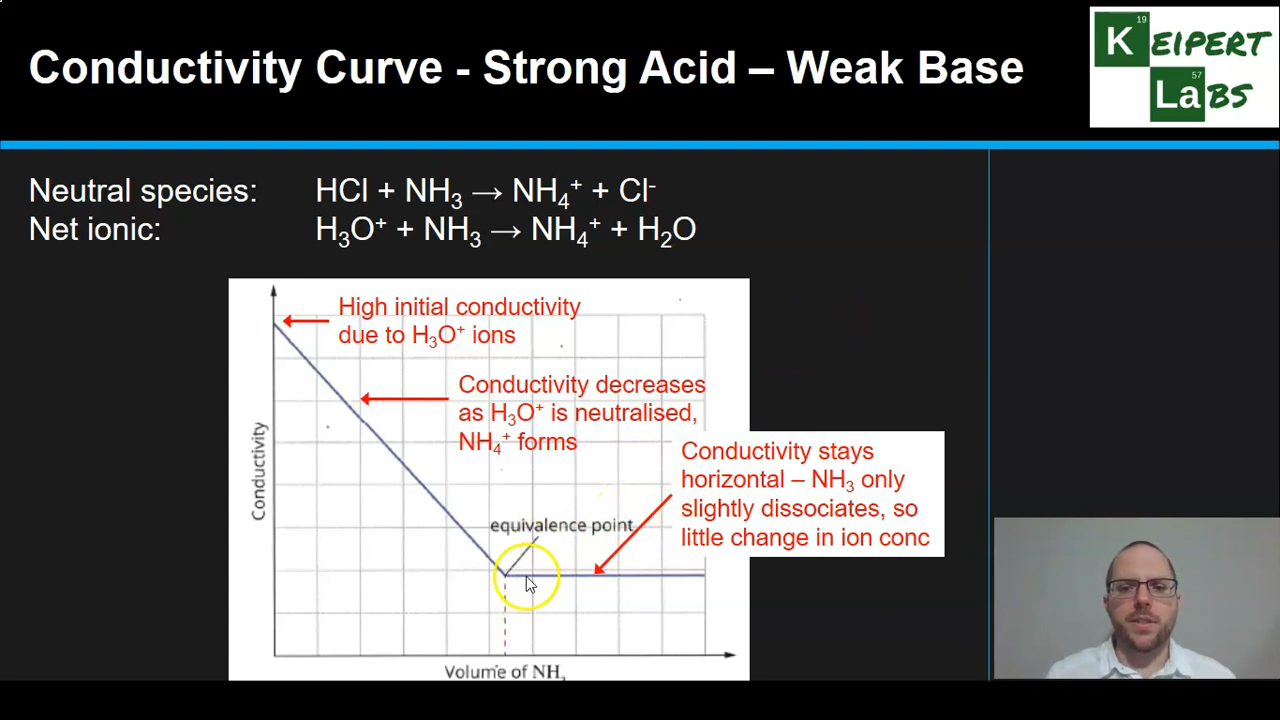 Conductivity Curve - Strong Acid – Weak Base
19
KEIPERT
57
LaBS
Neutral species: HCl + NH₃ → NH₄⁺ + Cl⁻
Net ionic: H₃O⁺ + NH₃ → NH₄⁺ + H₂O
High initial conductivity
due to H₃O⁺ ions
Conductivity decreases
as H₃O⁺ is neutralised,
NH₄⁺ forms
Conductivity stays
horizontal – NH₃ only
slightly dissociates, so
little change in ion conc
Conductivity
equivalence point
Volume of NH₃